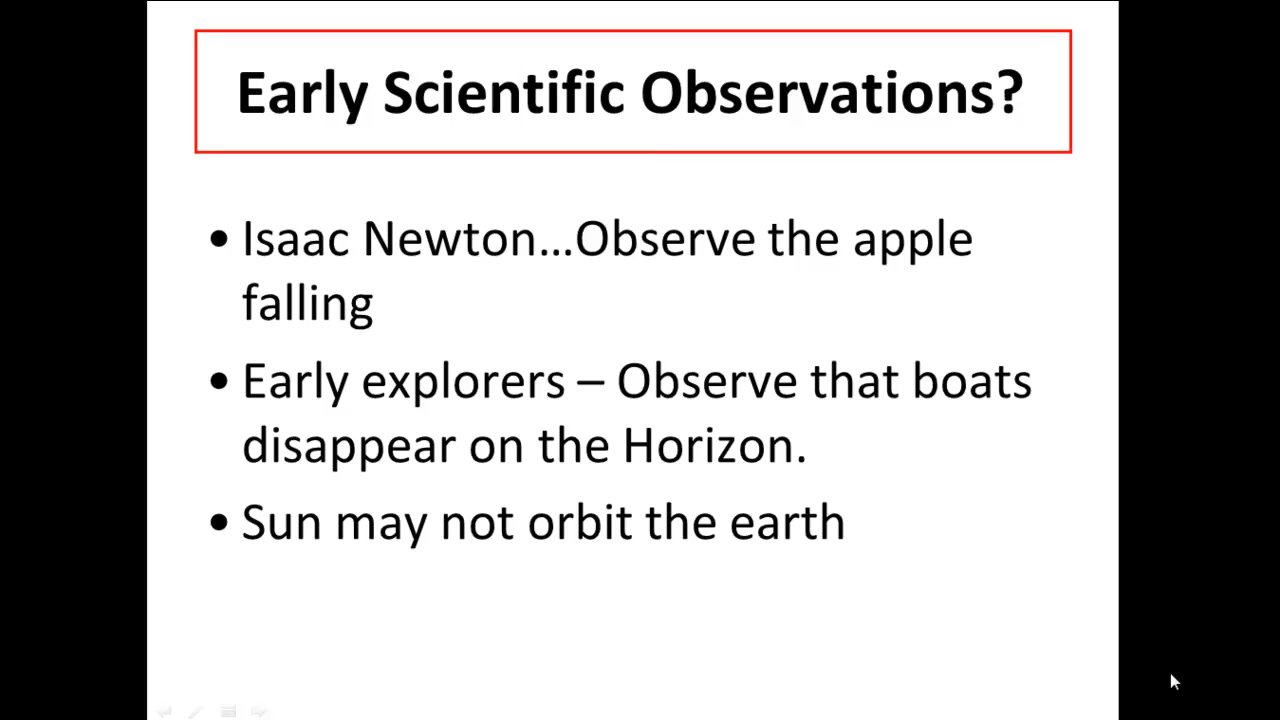 Early Scientific Observations?
• Isaac Newton...Observe the apple
falling
• Early explorers – Observe that boats
disappear on the Horizon.
• Sun may not orbit the earth